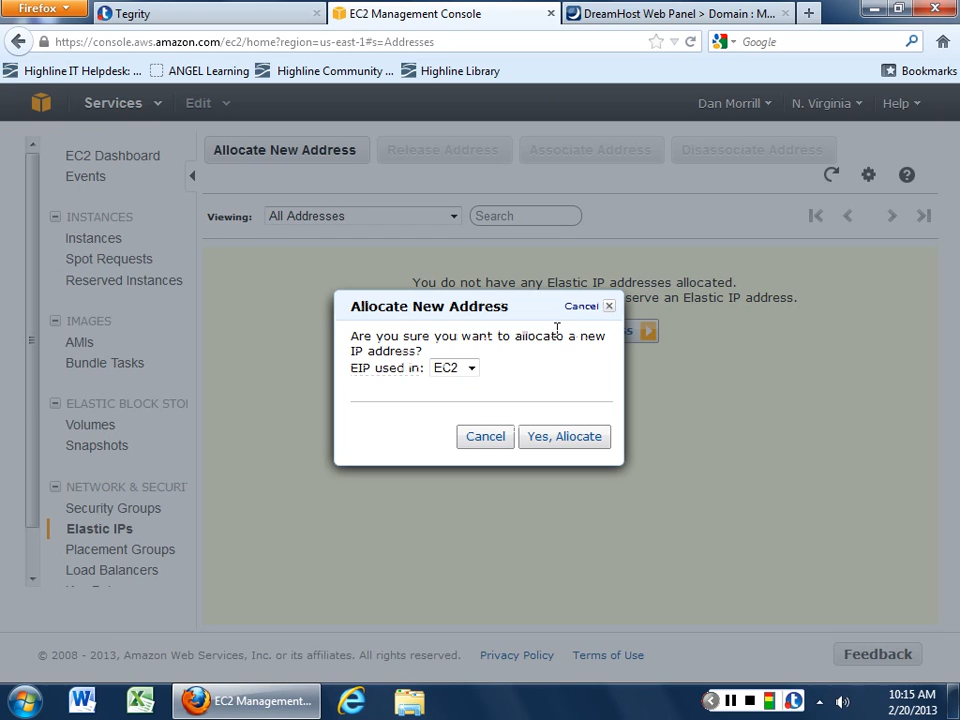 Firefox
Tegrity
EC2 Management Console
DreamHost Web Panel > Domain : M...
https://console.aws.amazon.com/ec2/home?region=us-east-1#s=Addresses
Google
Highline IT Helpdesk: ...
ANGEL Learning
Highline Community ...
Highline Library
Bookmarks
Services
Edit
Dan Morrill
N. Virginia
Help
EC2 Dashboard
Events
INSTANCES
Instances
Spot Requests
Reserved Instances
IMAGES
AMIs
Bundle Tasks
ELASTIC BLOCK STO
Volumes
Snapshots
NETWORK & SECURIT
Security Groups
Elastic IPs
Placement Groups
Load Balancers
Allocate New Address
Release Address
Associate Address
Disassociate Address
Viewing:
All Addresses
Search
You do not have any Elastic IP addresses allocated.
serve an Elastic IP address.
Allocate New Address
Cancel
Are you sure you want to allocate a new
IP address?
EIP used in:
EC2
Cancel
Yes, Allocate
© 2008 - 2013, Amazon Web Services, Inc. or its affiliates. All rights reserved.
Privacy Policy
Terms of Use
Feedback
EC2 Management...
10:15 AM
2/20/2013